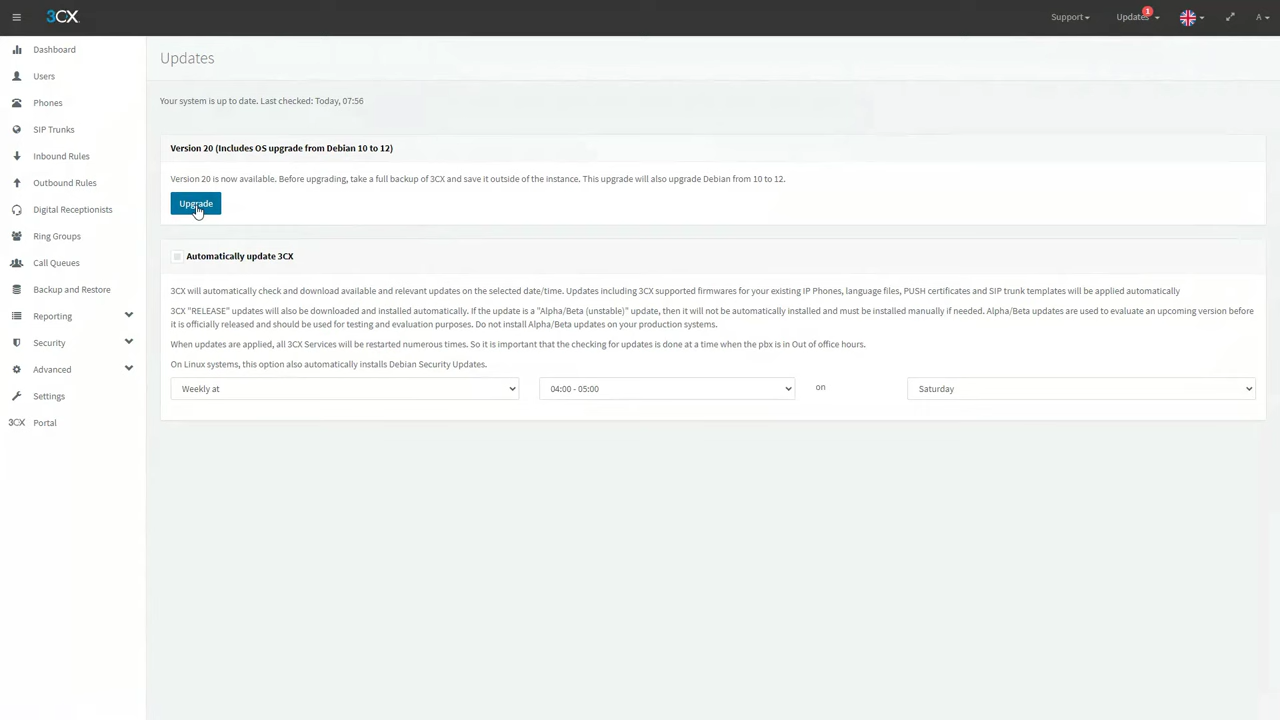 3CX
Support
Updates
1
A
Dashboard
Users
Phones
SIP Trunks
Inbound Rules
Outbound Rules
Digital Receptionists
Ring Groups
Call Queues
Backup and Restore
Reporting
Security
Advanced
Settings
3CX Portal
Updates
Your system is up to date. Last checked: Today, 07:56
Version 20 (Includes OS upgrade from Debian 10 to 12)
Version 20 is now available. Before upgrading, take a full backup of 3CX and save it outside of the instance. This upgrade will also upgrade Debian from 10 to 12.
Upgrade
Automatically update 3CX
3CX will automatically check and download available and relevant updates on the selected date/time. Updates including 3CX supported firmwares for your existing IP Phones, language files, PUSH certificates and SIP trunk templates will be applied automatically
3CX "RELEASE" updates will also be downloaded and installed automatically. If the update is a "Alpha/Beta (unstable)" update, then it will not be automatically installed and must be installed manually if needed. Alpha/Beta updates are used to evaluate an upcoming version before
it is officially released and should be used for testing and evaluation purposes. Do not install Alpha/Beta updates on your production systems.
When updates are applied, all 3CX Services will be restarted numerous times. So it is important that the checking for updates is done at a time when the pbx is in Out of office hours.
On Linux systems, this option also automatically installs Debian Security Updates.
Weekly at
04:00 - 05:00
on
Saturday